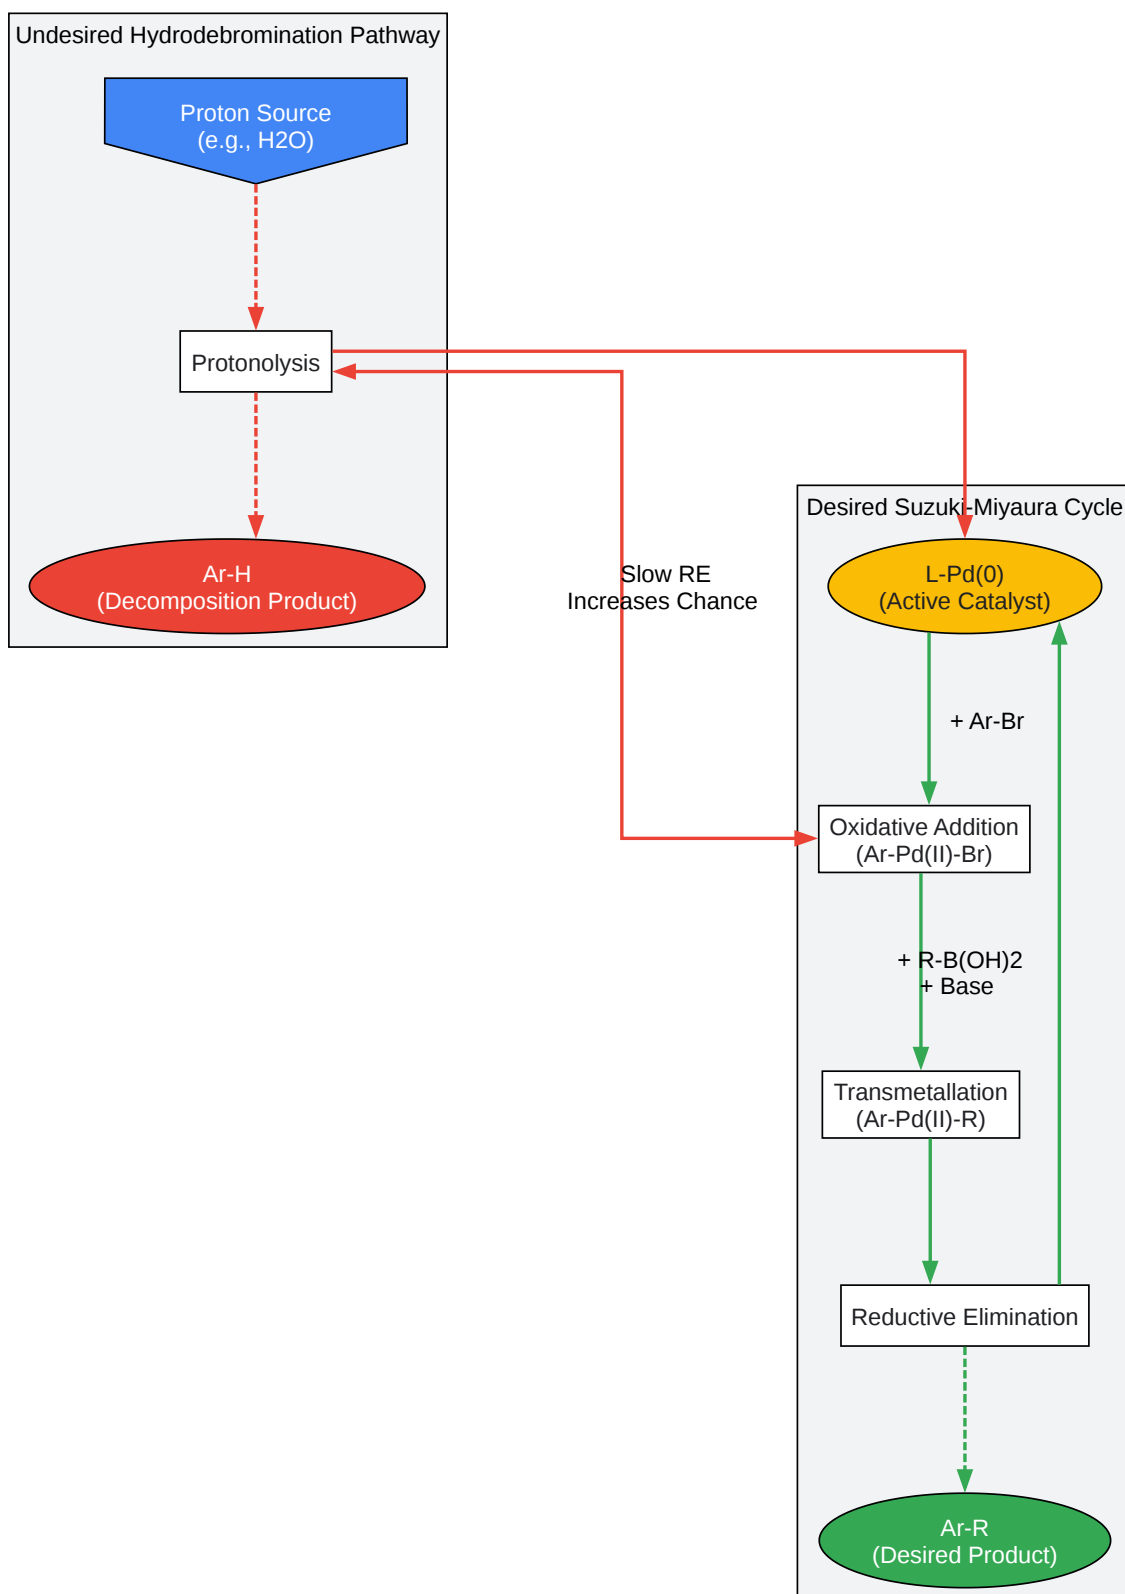 Undesired Hydrodebromination Pathway
Proton Source
(e.g., H2O)
Protonolysis
Ar-H
(Decomposition Product)
Slow RE
Increases Chance
Desired Suzuki-Miyaura Cycle
L-Pd(0)
(Active Catalyst)
+ Ar-Br
Oxidative Addition
(Ar-Pd(II)-Br)
+ R-B(OH)2
+ Base
Transmetallation
(Ar-Pd(II)-R)
Reductive Elimination
Ar-R
(Desired Product)